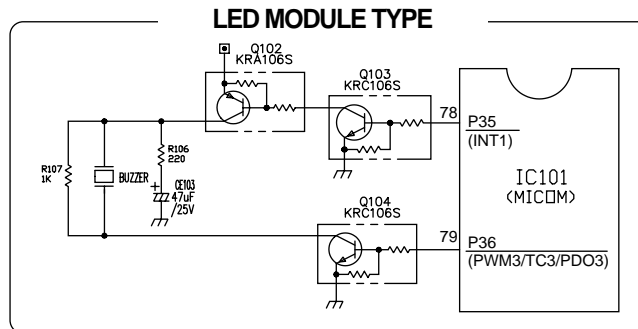 LED MODULE TYPE
Q102
KRA106S
Q103
KRC106S
78
P35
(INT1)
R107
1K
BUZZER
R106
220
+
CE103
47uF
/25V
IC101
(MICOM)
Q104
KRC106S
79
P36
(PWM3/TC3/PDO3)